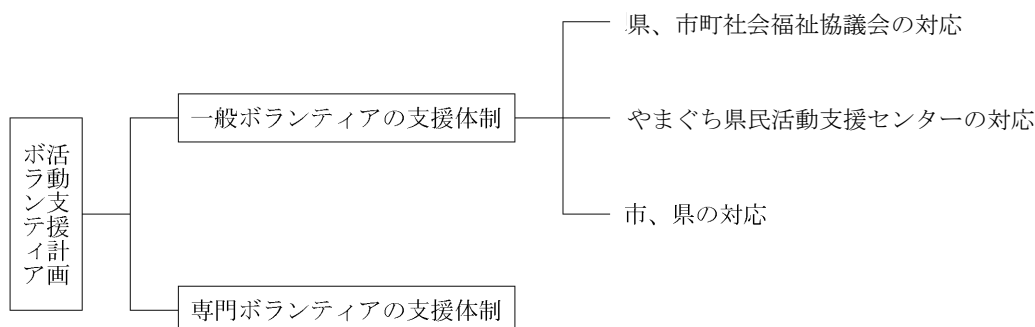 活動支援計画
ボランティア
一般ボランティアの支援体制
県、市町社会福祉協議会の対応
やまぐち県民活動支援センターの対応
市、県の対応
専門ボランティアの支援体制